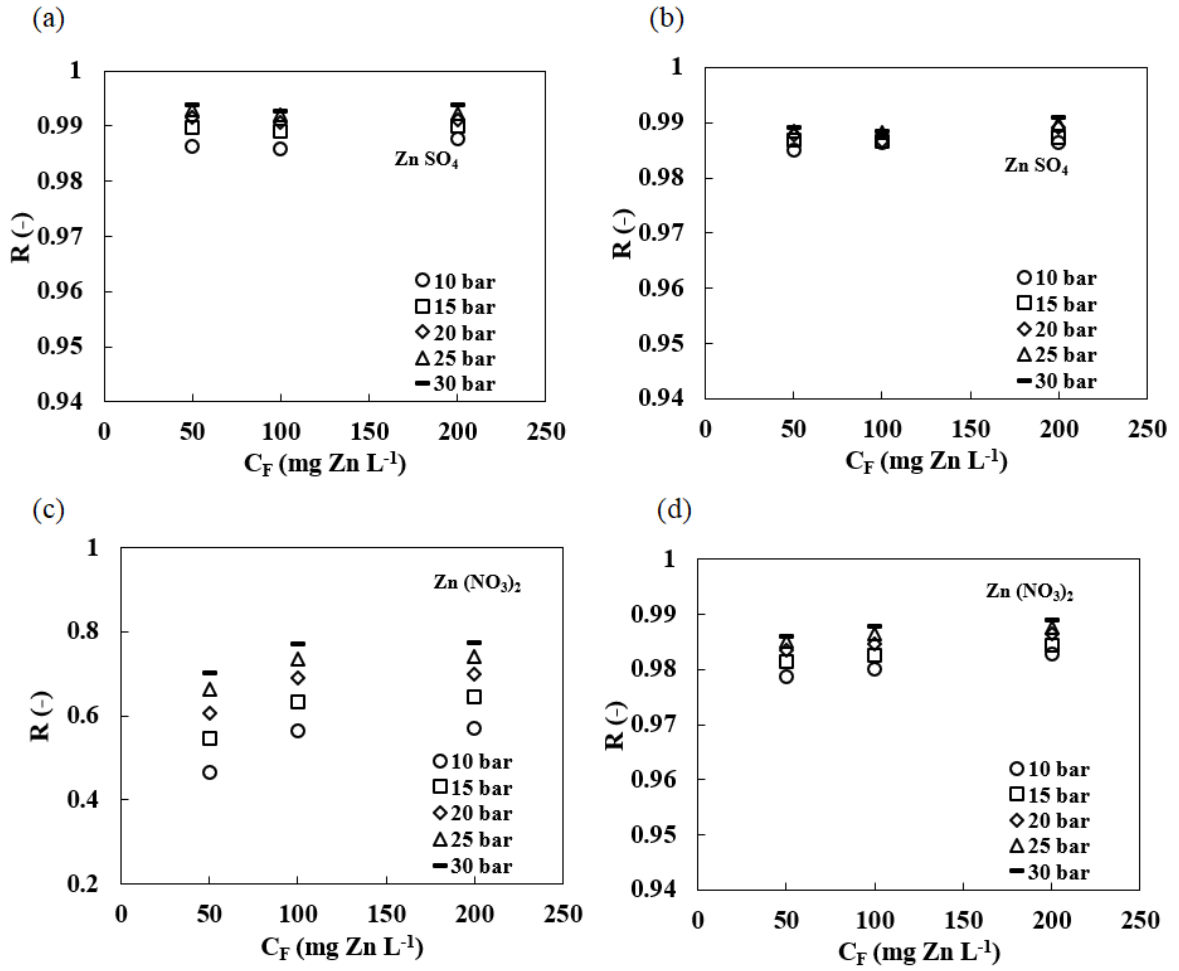 (a)
1
0.99
0.98
0.97
0.96
0.95
0.94
R (-)
Zn SO₄
10 bar
15 bar
20 bar
25 bar
30 bar
0 50 100 150 200 250
C_F (mg Zn L⁻¹)
(b)
1
0.99
0.98
0.97
0.96
0.95
0.94
R (-)
Zn SO₄
10 bar
15 bar
20 bar
25 bar
30 bar
0 50 100 150 200 250
C_F (mg Zn L⁻¹)
(c)
1
0.8
0.6
0.4
0.2
R (-)
Zn (NO₃)₂
10 bar
15 bar
20 bar
25 bar
30 bar
0 50 100 150 200 250
C_F (mg Zn L⁻¹)
(d)
1
0.99
0.98
0.97
0.96
0.95
0.94
R (-)
Zn (NO₃)₂
10 bar
15 bar
20 bar
25 bar
30 bar
0 50 100 150 200 250
C_F (mg Zn L⁻¹)